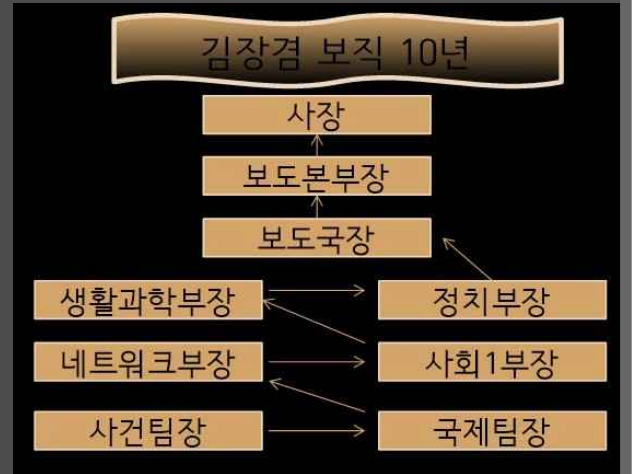 김장겸 보직 10년
사장
보도본부장
보도국장
생활과학부장
정치부장
네트워크부장
사회1부장
사건팀장
국제팀장